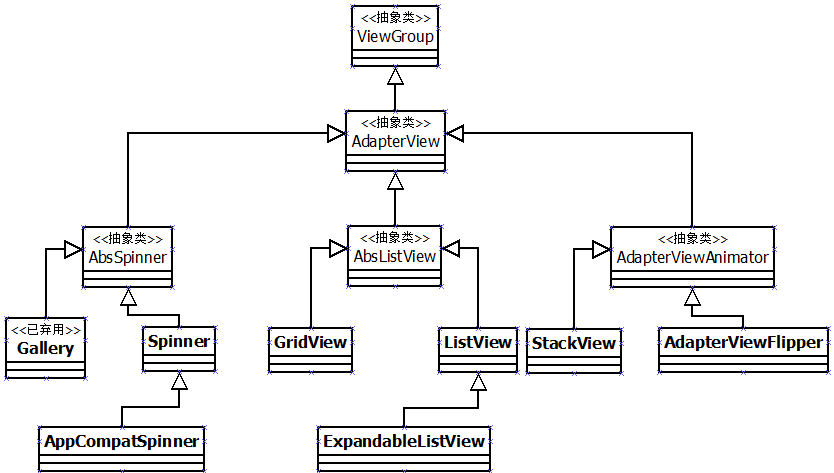 <<抽象类>>
ViewGroup
<<抽象类>>
AdapterView
<<抽象类>>
AbsSpinner
<<抽象类>>
AbsListView
<<抽象类>>
AdapterViewAnimator
<<已弃用>>
Gallery
Spinner
GridView
ListView
StackView
AdapterViewFlipper
AppCompatSpinner
ExpandableListView